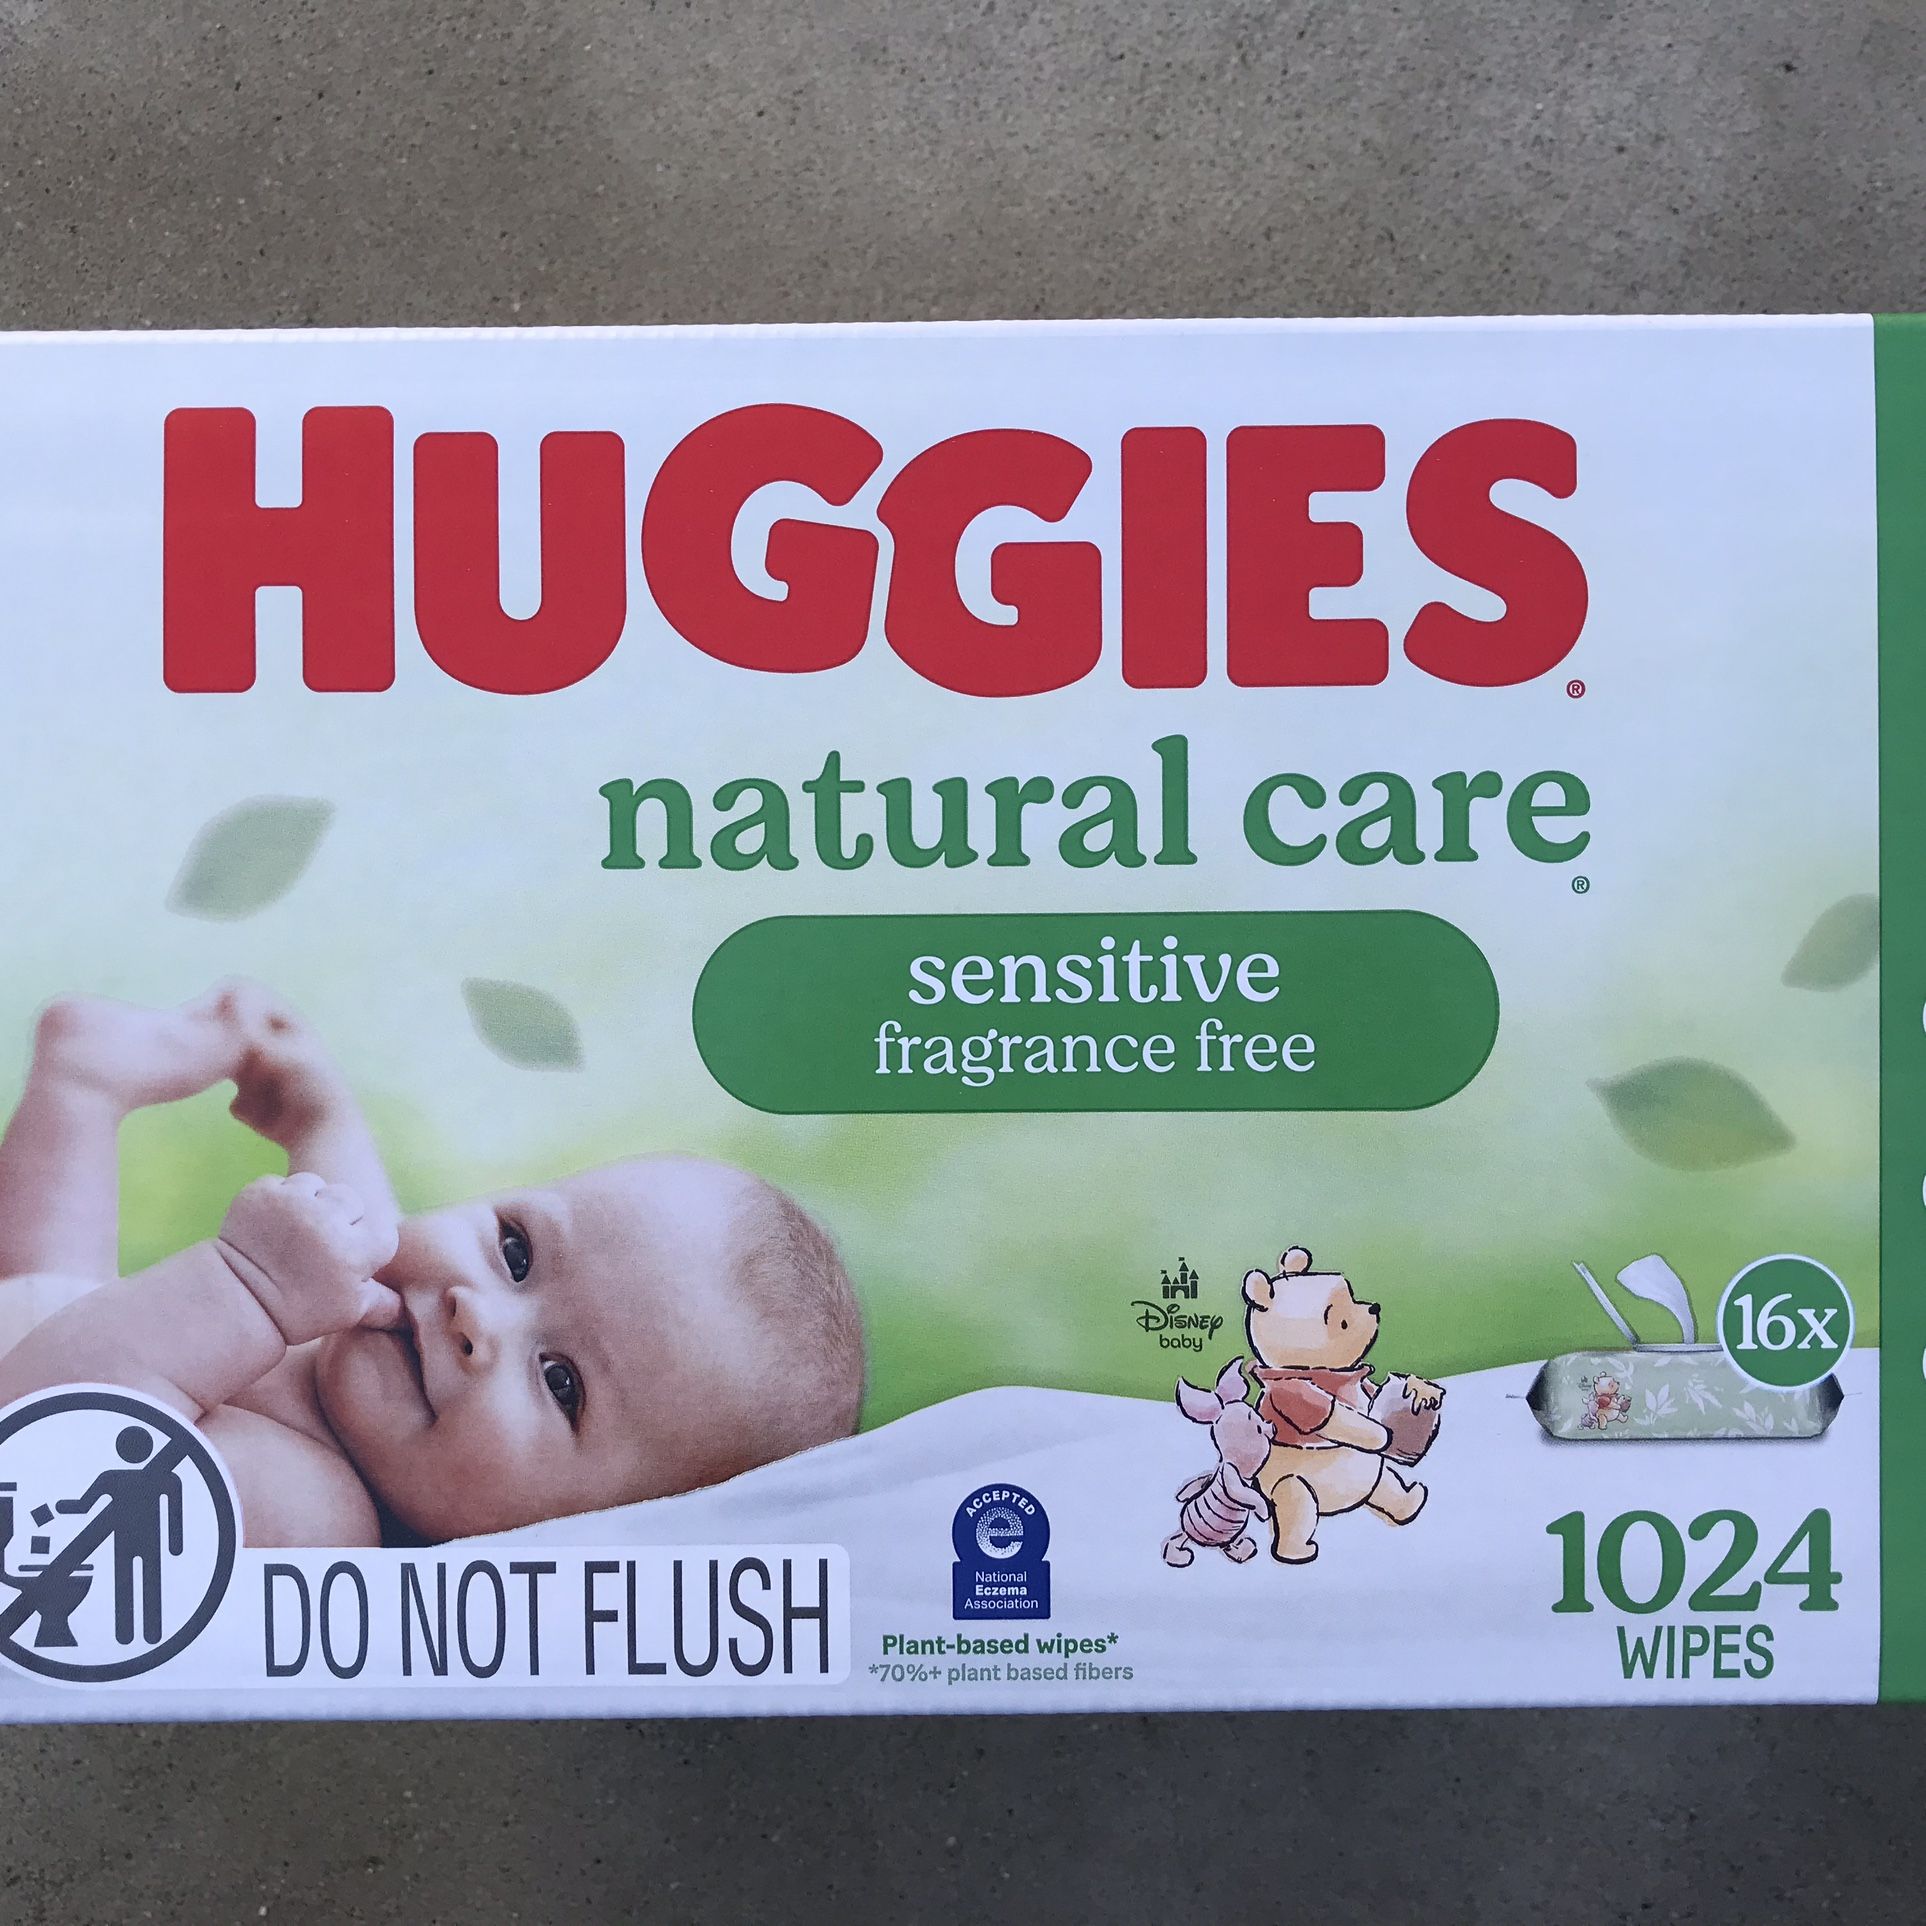 HUGGIES®
natural care®
sensitive
fragrance free
Disney
baby
16x
ACCEPTED
National
Eczema
Association
1024
WIPES
DO NOT FLUSH
Plant-based wipes*
*70%+ plant based fibers